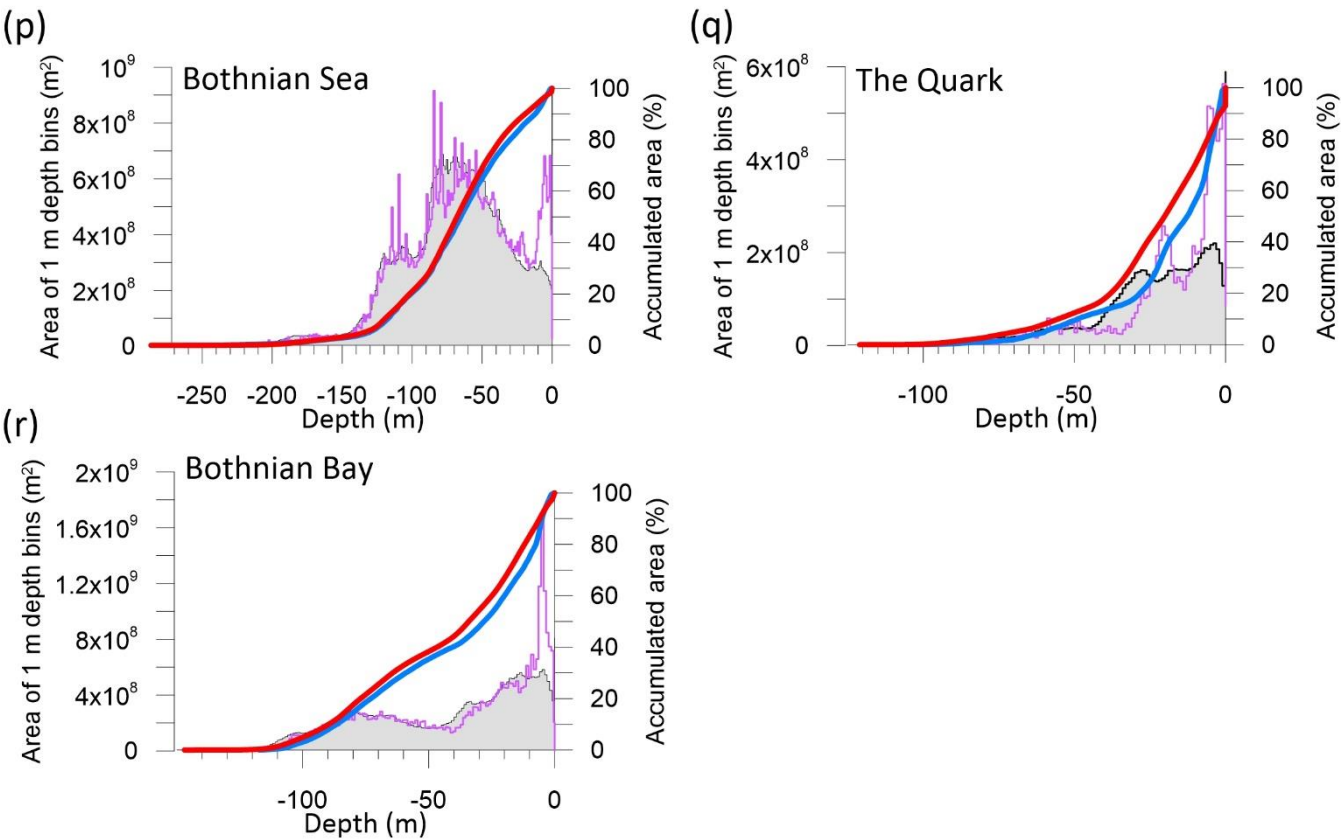 (p)
Bothnian Sea
Area of 1 m depth bins (m²)
10⁹
8x10⁸
6x10⁸
4x10⁸
2x10⁸
0
100
80
60
40
20
0
Accumulated area (%)
-250 -200 -150 -100 -50 0
Depth (m)
(q)
The Quark
Area of 1 m depth bins (m²)
6x10⁸
4x10⁸
2x10⁸
0
100
80
60
40
20
0
Accumulated area (%)
-100 -50 0
Depth (m)
(r)
Bothnian Bay
Area of 1 m depth bins (m²)
2x10⁹
1.6x10⁹
1.2x10⁹
8x10⁸
4x10⁸
0
100
80
60
40
20
0
Accumulated area (%)
-100 -50 0
Depth (m)